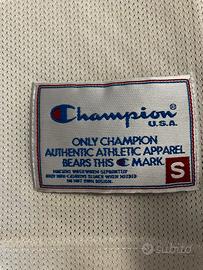 Champion®
U.S.A.
ONLY CHAMPION
AUTHENTIC ATHLETIC APPAREL
BEARS THIS C MARK.
S
subito